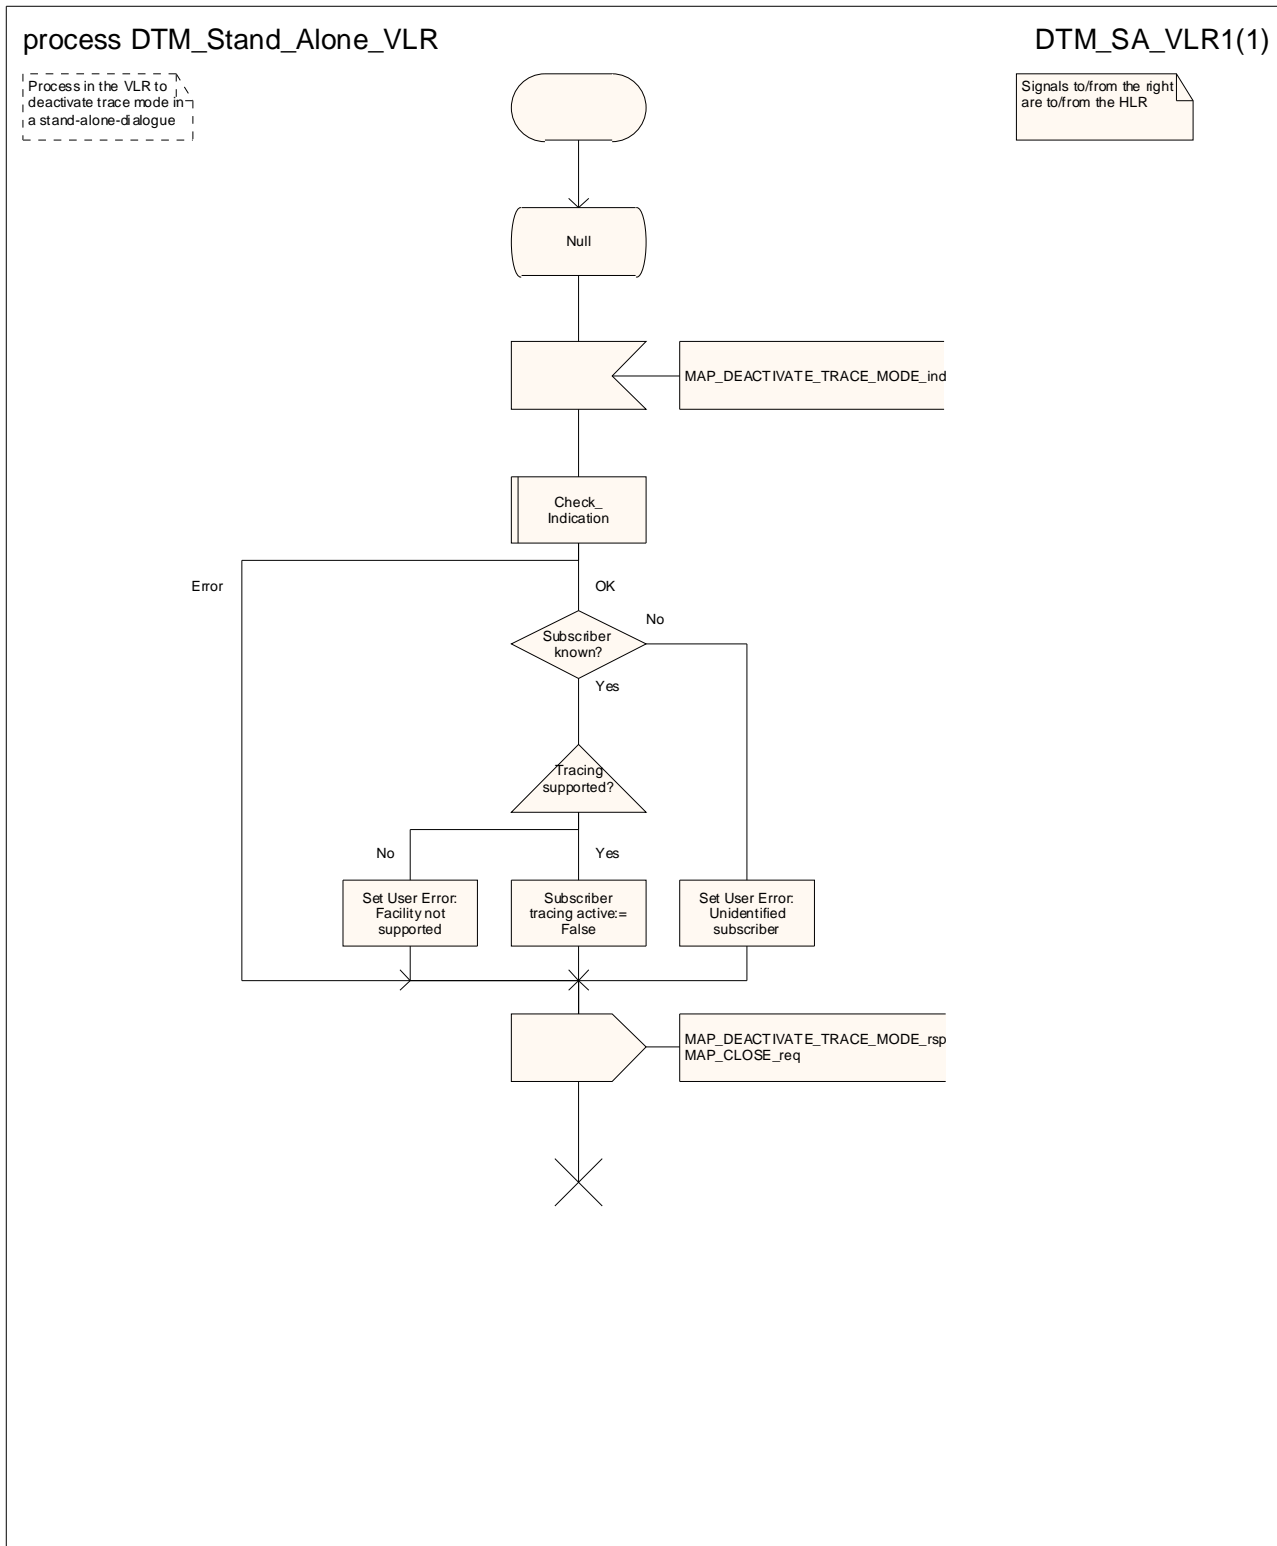 process DTM_Stand_Alone_VLR
DTM_SA_VLR1(1)
Process in the VLR to
deactivate trace mode in
a stand-alone-dialogue
Signals to/from the right
are to/from the HLR
Null
MAP_DEACTIVATE_TRACE_MODE_ind
Check_
Indication
Error
OK
No
Subscriber
known?
Yes
Tracing
supported?
No
Yes
Set User Error:
Facility not
supported
Subscriber
tracing active:=
False
Set User Error:
Unidentified
subscriber
MAP_DEACTIVATE_TRACE_MODE_rsp
MAP_CLOSE_req